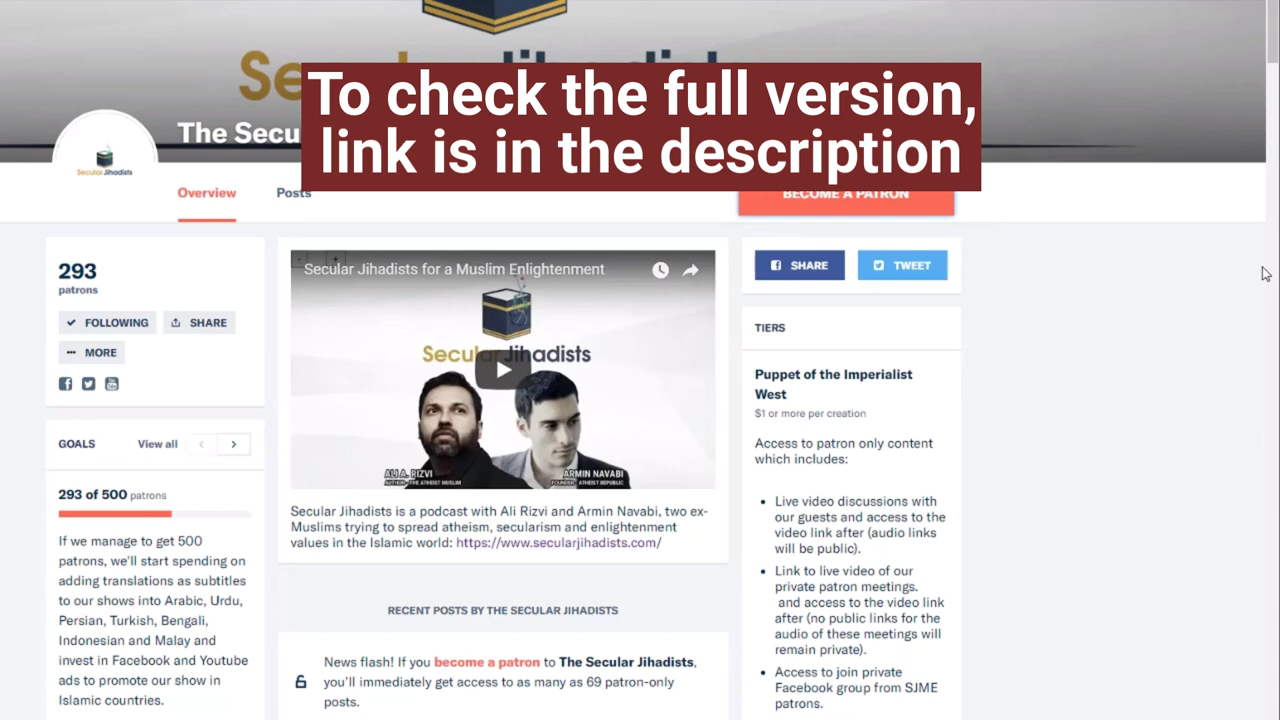 To check the full version,
link is in the description
The Secu
Secular Jihadists
Overview
Posts
BECOME A PATRON
293
patrons
FOLLOWING
SHARE
MORE
GOALS
View all
293 of 500 patrons
If we manage to get 500
patrons, we'll start spending on
adding translations as subtitles
to our shows into Arabic, Urdu,
Persian, Turkish, Bengali,
Indonesian and Malay and
invest in Facebook and Youtube
ads to promote our show in
Islamic countries.
Secular Jihadists for a Muslim Enlightenment
Secular Jihadists
ALI A. RIZVI
AUTHOR - THE ATHEIST MUSLIM
ARMIN NAVABI
FOUNDER - ATHEIST REPUBLIC
Secular Jihadists is a podcast with Ali Rizvi and Armin Navabi, two ex-
Muslims trying to spread atheism, secularism and enlightenment
values in the Islamic world: https://www.secularjihadists.com/
RECENT POSTS BY THE SECULAR JIHADISTS
News flash! If you become a patron to The Secular Jihadists,
you'll immediately get access to as many as 69 patron-only
posts.
SHARE
TWEET
TIERS
Puppet of the Imperialist
West
$1 or more per creation
Access to patron only content
which includes:
• Live video discussions with
our guests and access to the
video link after (audio links
will be public).
• Link to live video of our
private patron meetings.
and access to the video link
after (no public links for the
audio of these meetings will
remain private).
• Access to join private
Facebook group from SJME
patrons.